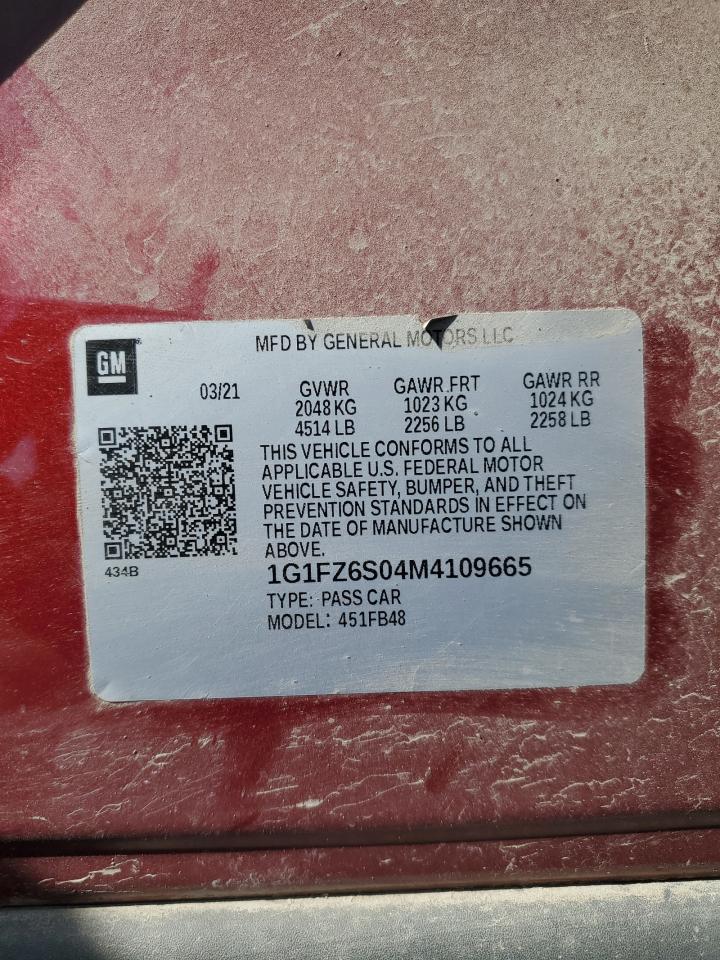 GM
MFD BY GENERAL MOTORS LLC
03/21
GVWR GAWR FRT GAWR RR
2048 KG 1023 KG 1024 KG
4514 LB 2256 LB 2258 LB
THIS VEHICLE CONFORMS TO ALL
APPLICABLE U.S. FEDERAL MOTOR
VEHICLE SAFETY, BUMPER, AND THEFT
PREVENTION STANDARDS IN EFFECT ON
THE DATE OF MANUFACTURE SHOWN
ABOVE.
434B
1G1FZ6S04M4109665
TYPE: PASS CAR
MODEL: 451FB48